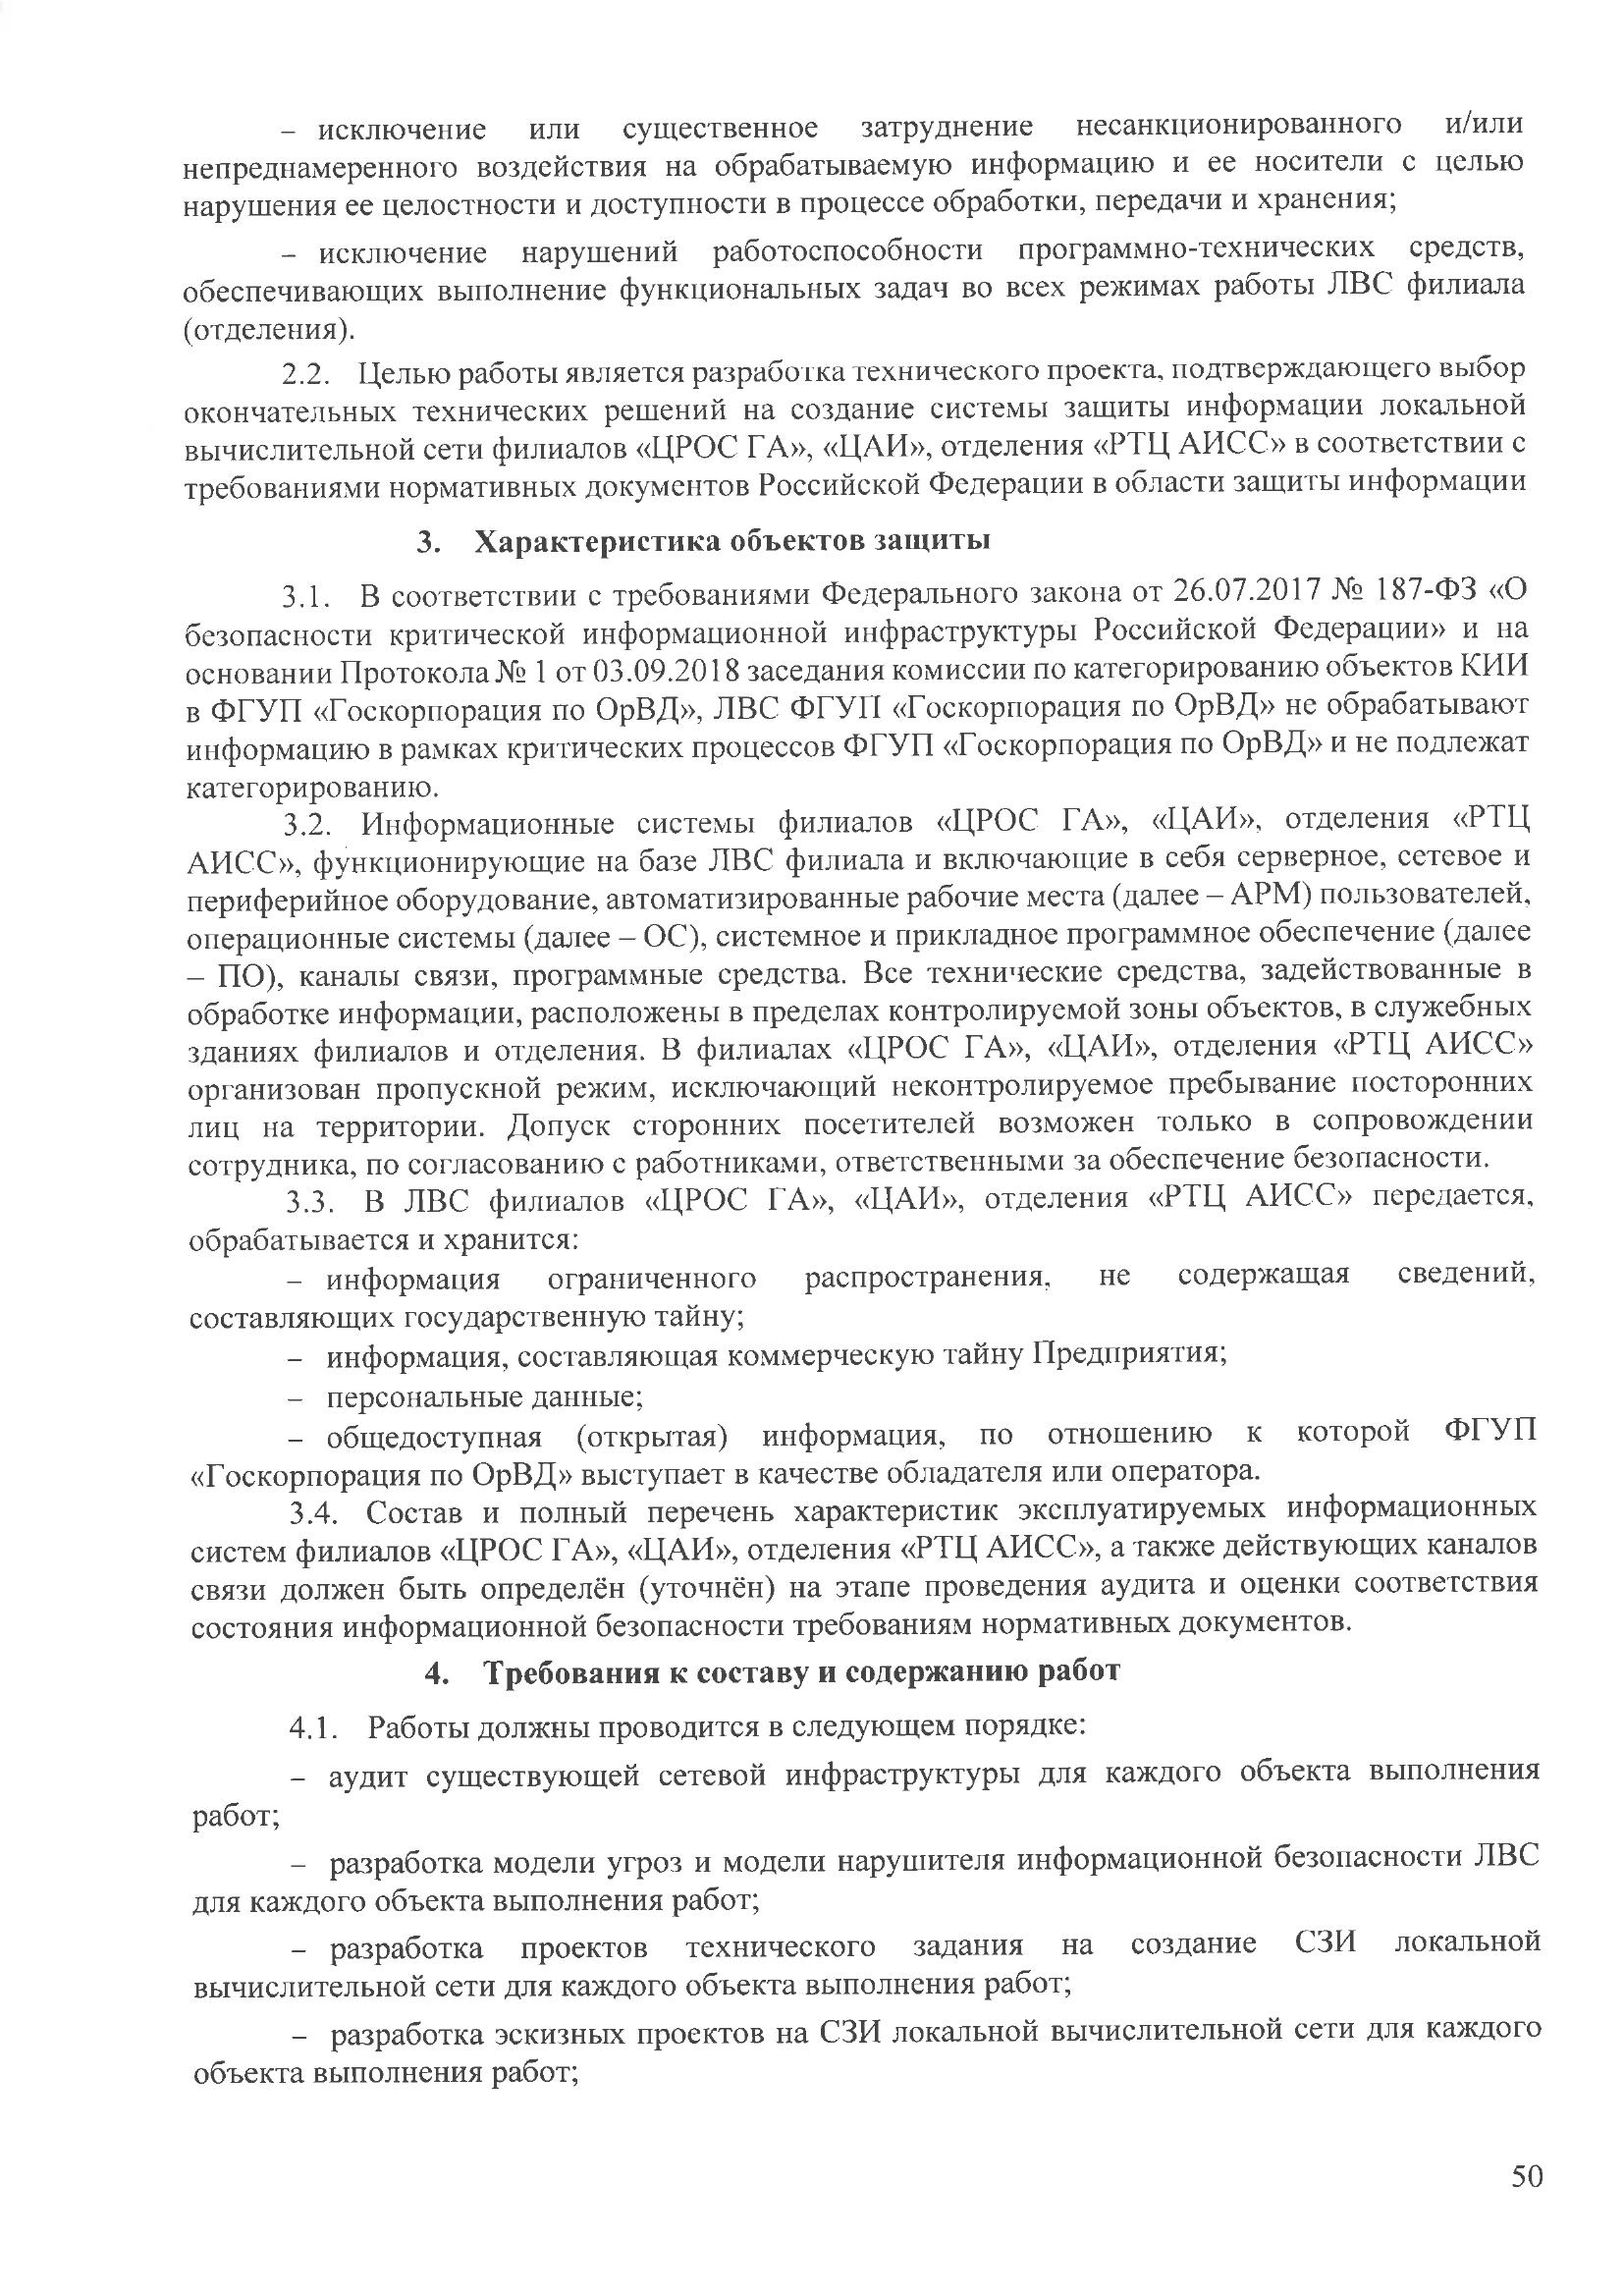 – исключение или существенное затруднение несанкционированного и/или
непреднамеренного воздействия на обрабатываемую информацию и ее носители с целью
нарушения ее целостности и доступности в процессе обработки, передачи и хранения;
– исключение нарушений работоспособности программно-технических средств,
обеспечивающих выполнение функциональных задач во всех режимах работы ЛВС филиала
(отделения).
2.2. Целью работы является разработка технического проекта, подтверждающего выбор
окончательных технических решений на создание системы защиты информации локальной
вычислительной сети филиалов «ЦРОС ГА», «ЦАИ», отделения «РТЦ АИСС» в соответствии с
требованиями нормативных документов Российской Федерации в области защиты информации
3. Характеристика объектов защиты
3.1. В соответствии с требованиями Федерального закона от 26.07.2017 № 187-ФЗ «О
безопасности критической информационной инфраструктуры Российской Федерации» и на
основании Протокола № 1 от 03.09.2018 заседания комиссии по категорированию объектов КИИ
в ФГУП «Госкорпорация по ОрВД», ЛВС ФГУП «Госкорпорация по ОрВД» не обрабатывают
информацию в рамках критических процессов ФГУП «Госкорпорация по ОрВД» и не подлежат
категорированию.
3.2. Информационные системы филиалов «ЦРОС ГА», «ЦАИ», отделения «РТЦ
АИСС», функционирующие на базе ЛВС филиала и включающие в себя серверное, сетевое и
периферийное оборудование, автоматизированные рабочие места (далее – АРМ) пользователей,
операционные системы (далее – ОС), системное и прикладное программное обеспечение (далее
– ПО), каналы связи, программные средства. Все технические средства, задействованные в
обработке информации, расположены в пределах контролируемой зоны объектов, в служебных
зданиях филиалов и отделения. В филиалах «ЦРОС ГА», «ЦАИ», отделения «РТЦ АИСС»
организован пропускной режим, исключающий неконтролируемое пребывание посторонних
лиц на территории. Допуск сторонних посетителей возможен только в сопровождении
сотрудника, по согласованию с работниками, ответственными за обеспечение безопасности.
3.3. В ЛВС филиалов «ЦРОС ГА», «ЦАИ», отделения «РТЦ АИСС» передается,
обрабатывается и хранится:
– информация ограниченного распространения, не содержащая сведений,
составляющих государственную тайну;
– информация, составляющая коммерческую тайну Предприятия;
– персональные данные;
– общедоступная (открытая) информация, по отношению к которой ФГУП
«Госкорпорация по ОрВД» выступает в качестве обладателя или оператора.
3.4. Состав и полный перечень характеристик эксплуатируемых информационных
систем филиалов «ЦРОС ГА», «ЦАИ», отделения «РТЦ АИСС», а также действующих каналов
связи должен быть определён (уточнён) на этапе проведения аудита и оценки соответствия
состояния информационной безопасности требованиям нормативных документов.
4. Требования к составу и содержанию работ
4.1. Работы должны проводится в следующем порядке:
– аудит существующей сетевой инфраструктуры для каждого объекта выполнения
работ;
– разработка модели угроз и модели нарушителя информационной безопасности ЛВС
для каждого объекта выполнения работ;
– разработка проектов технического задания на создание СЗИ локальной
вычислительной сети для каждого объекта выполнения работ;
– разработка эскизных проектов на СЗИ локальной вычислительной сети для каждого
объекта выполнения работ;
50